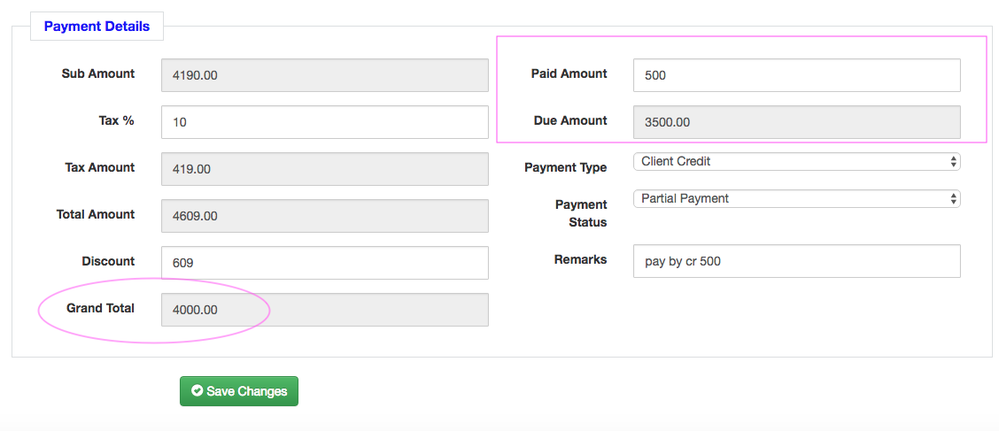 Payment Details
Sub Amount 4190.00
Tax % 10
Tax Amount 419.00
Total Amount 4609.00
Discount 609
Grand Total 4000.00
Paid Amount 500
Due Amount 3500.00
Payment Type Client Credit
Payment
Status Partial Payment
Remarks pay by cr 500
Save Changes